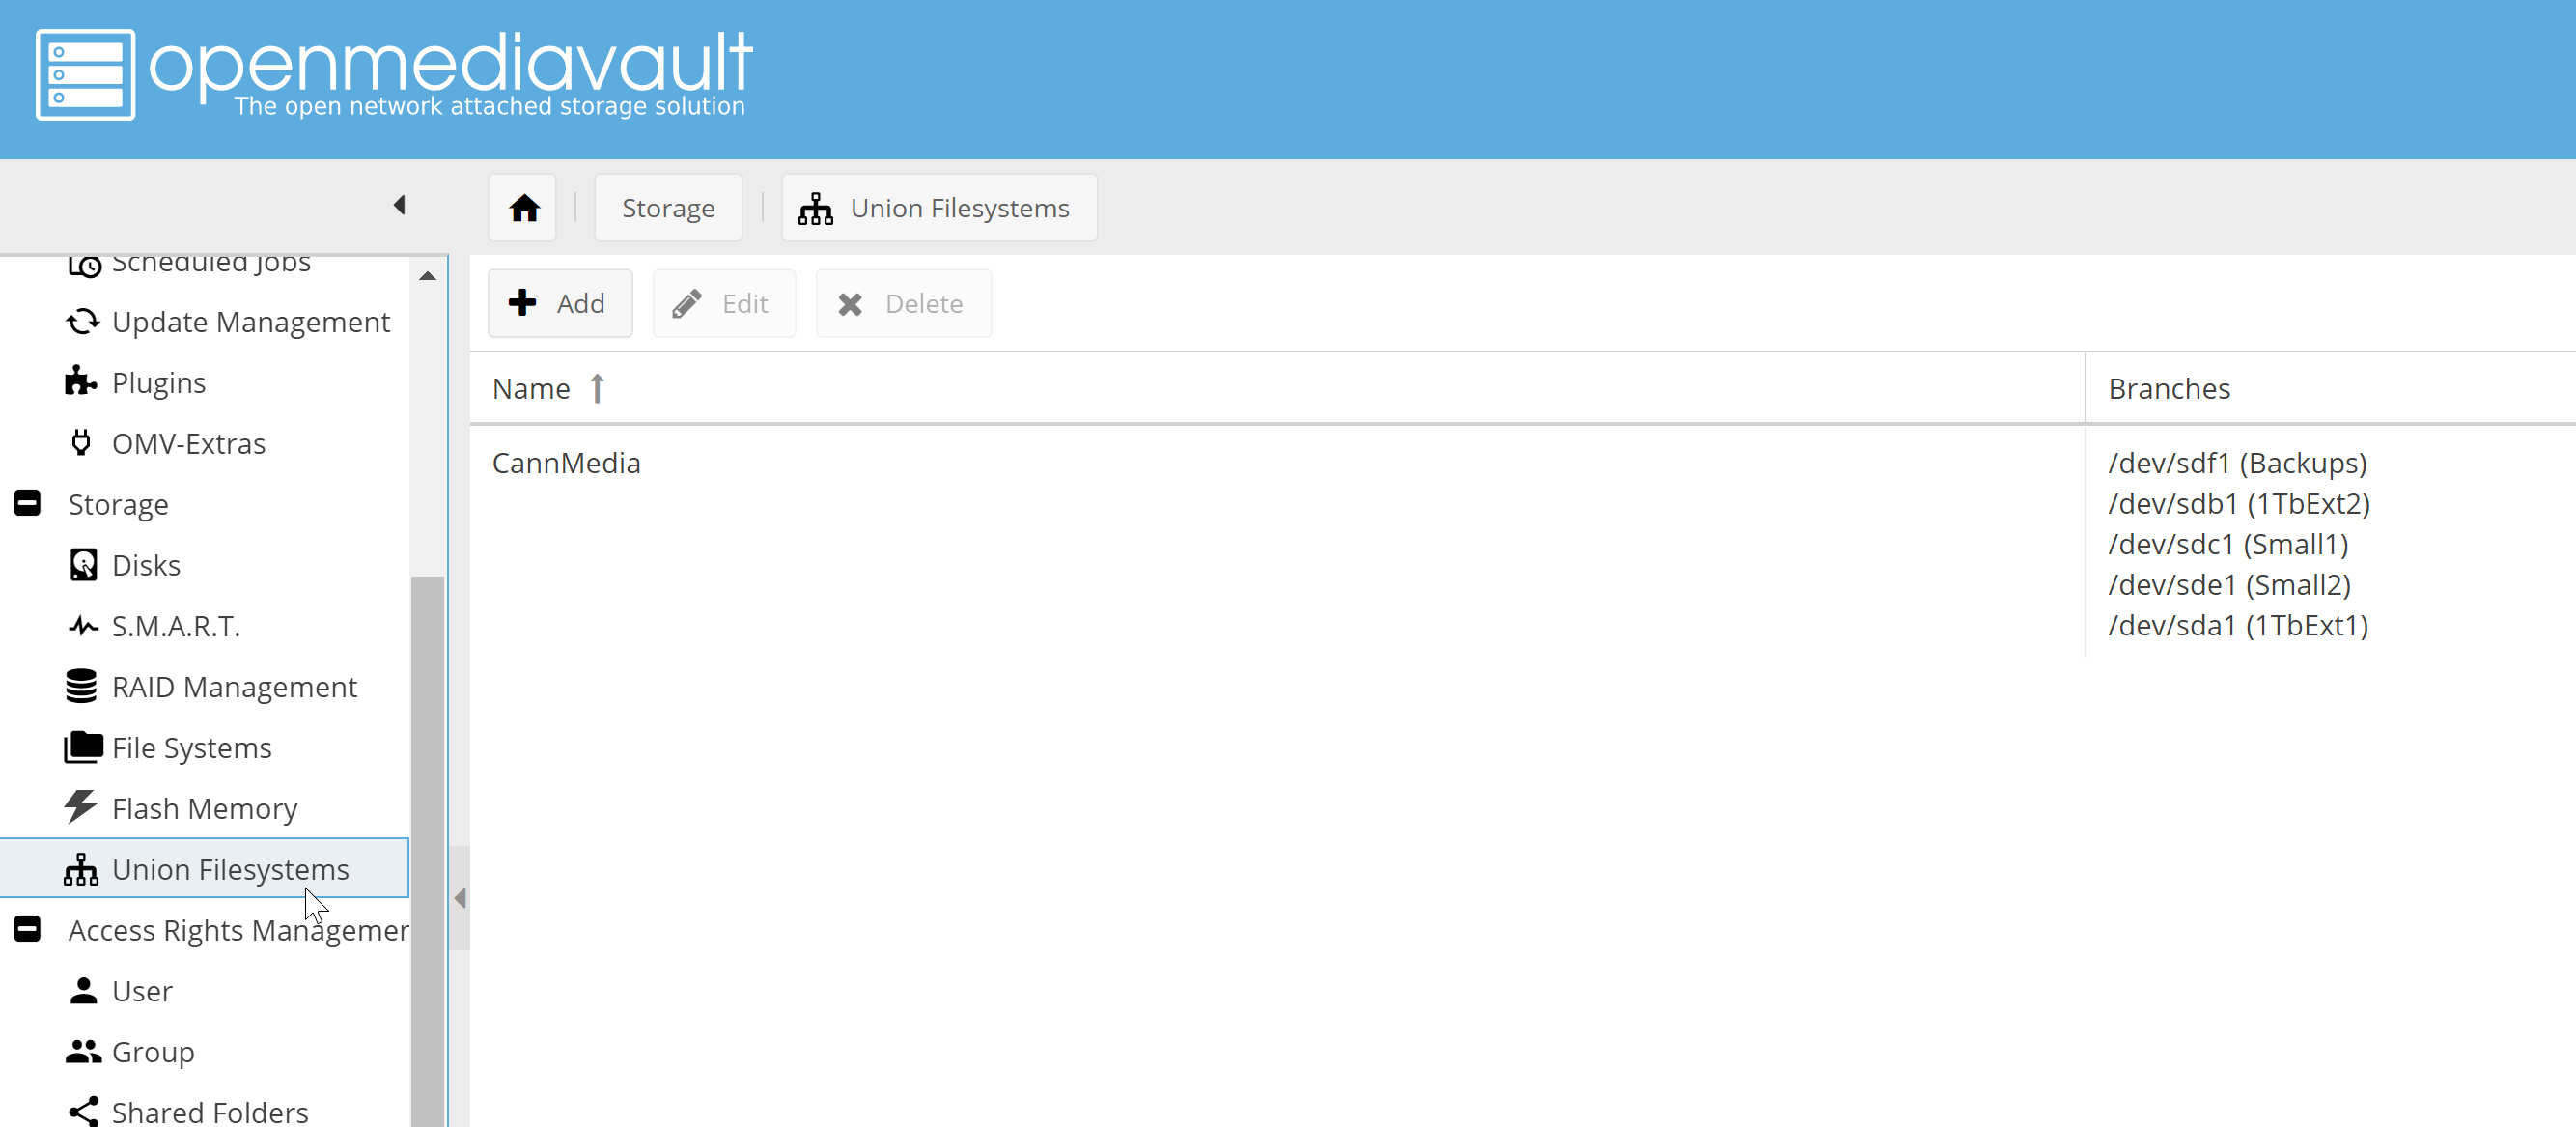 openmediavault
The open network attached storage solution
Storage
Union Filesystems
Scheduled Jobs
Update Management
Plugins
OMV-Extras
Storage
Disks
S.M.A.R.T.
RAID Management
File Systems
Flash Memory
Union Filesystems
Access Rights Managemer
User
Group
Shared Folders
Add
Edit
Delete
Name
Branches
CannMedia
/dev/sdf1 (Backups)
/dev/sdb1 (1TbExt2)
/dev/sdc1 (Small1)
/dev/sde1 (Small2)
/dev/sda1 (1TbExt1)